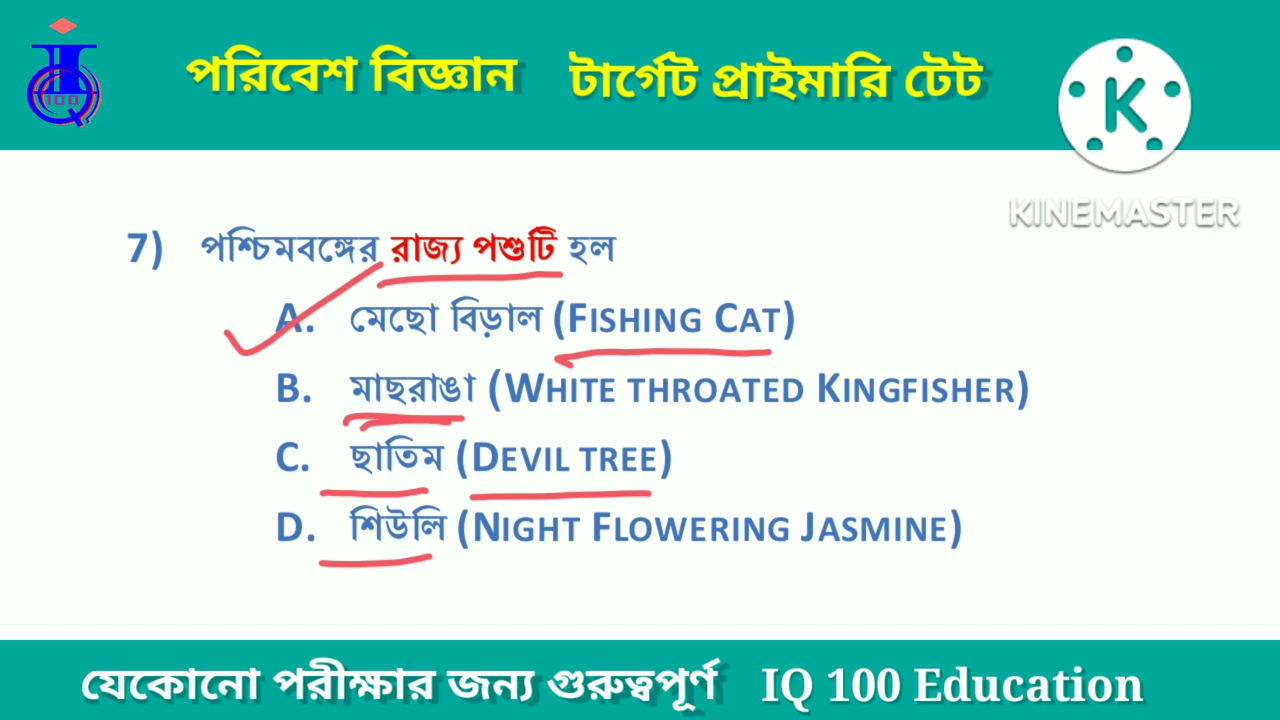 পরিবেশ বিজ্ঞান টার্গেট প্রাইমারি টেট
100
K
KINEMASTER
7) পশ্চিমবঙ্গের রাজ্য পশুটি হল
A. মেছো বিড়াল (FISHING CAT)
B. মাছরাঙা (WHITE THROATED KINGFISHER)
C. ছাতিম (DEVIL TREE)
D. শিউলি (NIGHT FLOWERING JASMINE)
যেকোনো পরীক্ষার জন্য গুরুত্বপূর্ণ IQ 100 Education